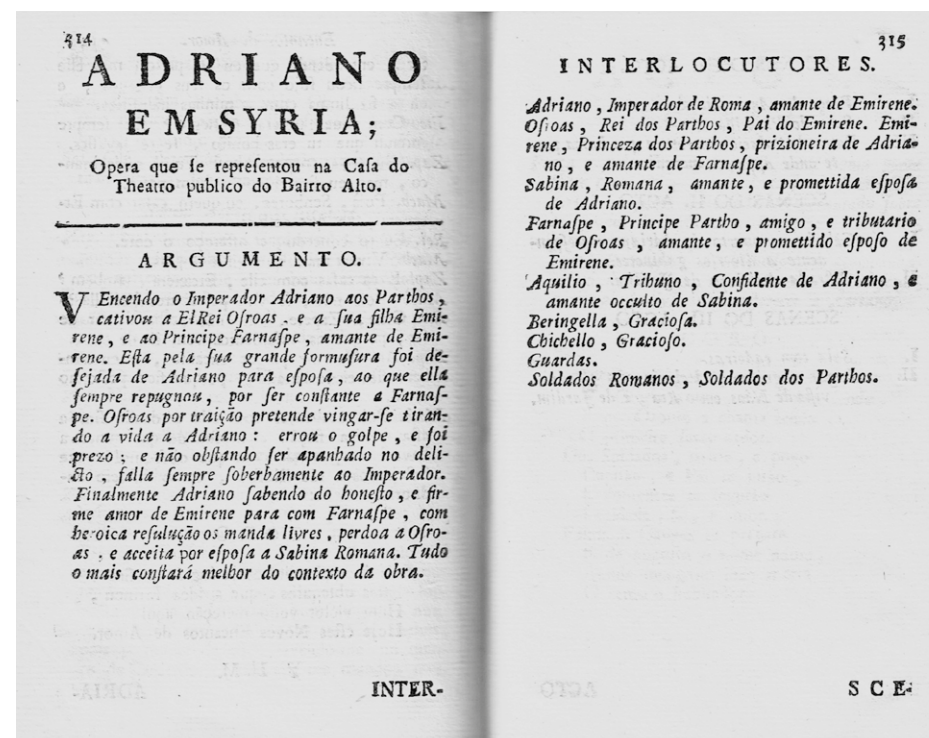 314
ADRIANO
EM SYRIA;
Opera que ſe repreſentou na Caſa do
Theatro publico do Bairro Alto.
ARGUMENTO.
VEncendo o Imperador Adriano aos Parthos,
cativou a ElRei Oſroas. e a ſua filha Emi-
rene, e ao Principe Farnaſpe, amante de Emi-
rene. Eſta pela ſua grande formuſura foi de-
ſejada de Adriano para eſpoſa, ao que ella
ſempre repugnou, por ſer conſtante a Farnaſ-
pe. Oſroas por traição pretende vingar-ſe tiran-
do a vida a Adriano: errou o golpe, e foi
prezo; e não obſtando ſer apanhado no deli-
cto, falla ſempre ſoberbamente ao Imperador.
Finalmente Adriano ſabendo do honeſto, e fir-
me amor de Emirene para com Farnaſpe, com
heroica reſulução os manda livres, perdoa a Oſro-
as. e acceita por eſpoſa a Sabina Romana. Tudo
o mais conſtará melhor do contexto da obra.
INTER-
315
INTERLOCUTORES.
Adriano, Imperador de Roma, amante de Emirene.
Oſroas, Rei dos Parthos, Pai do Emirene. Emi-
rene, Princeza dos Parthos, prizioneira de Adria-
no, e amante de Farnaſpe.
Sabina, Romana, amante, e promettida eſpoſa
de Adriano.
Farnaſpe, Principe Partho, amigo, e tributario
de Oſroas, amante, e promettido eſpoſo de
Emirene.
Aquilio, Tribuno, Confidente de Adriano, e
amante occulto de Sabina.
Beringella, Gracioſa.
Chichello, Gracioſo.
Guardas.
Soldados Romanos, Soldados dos Parthos.
SCE-